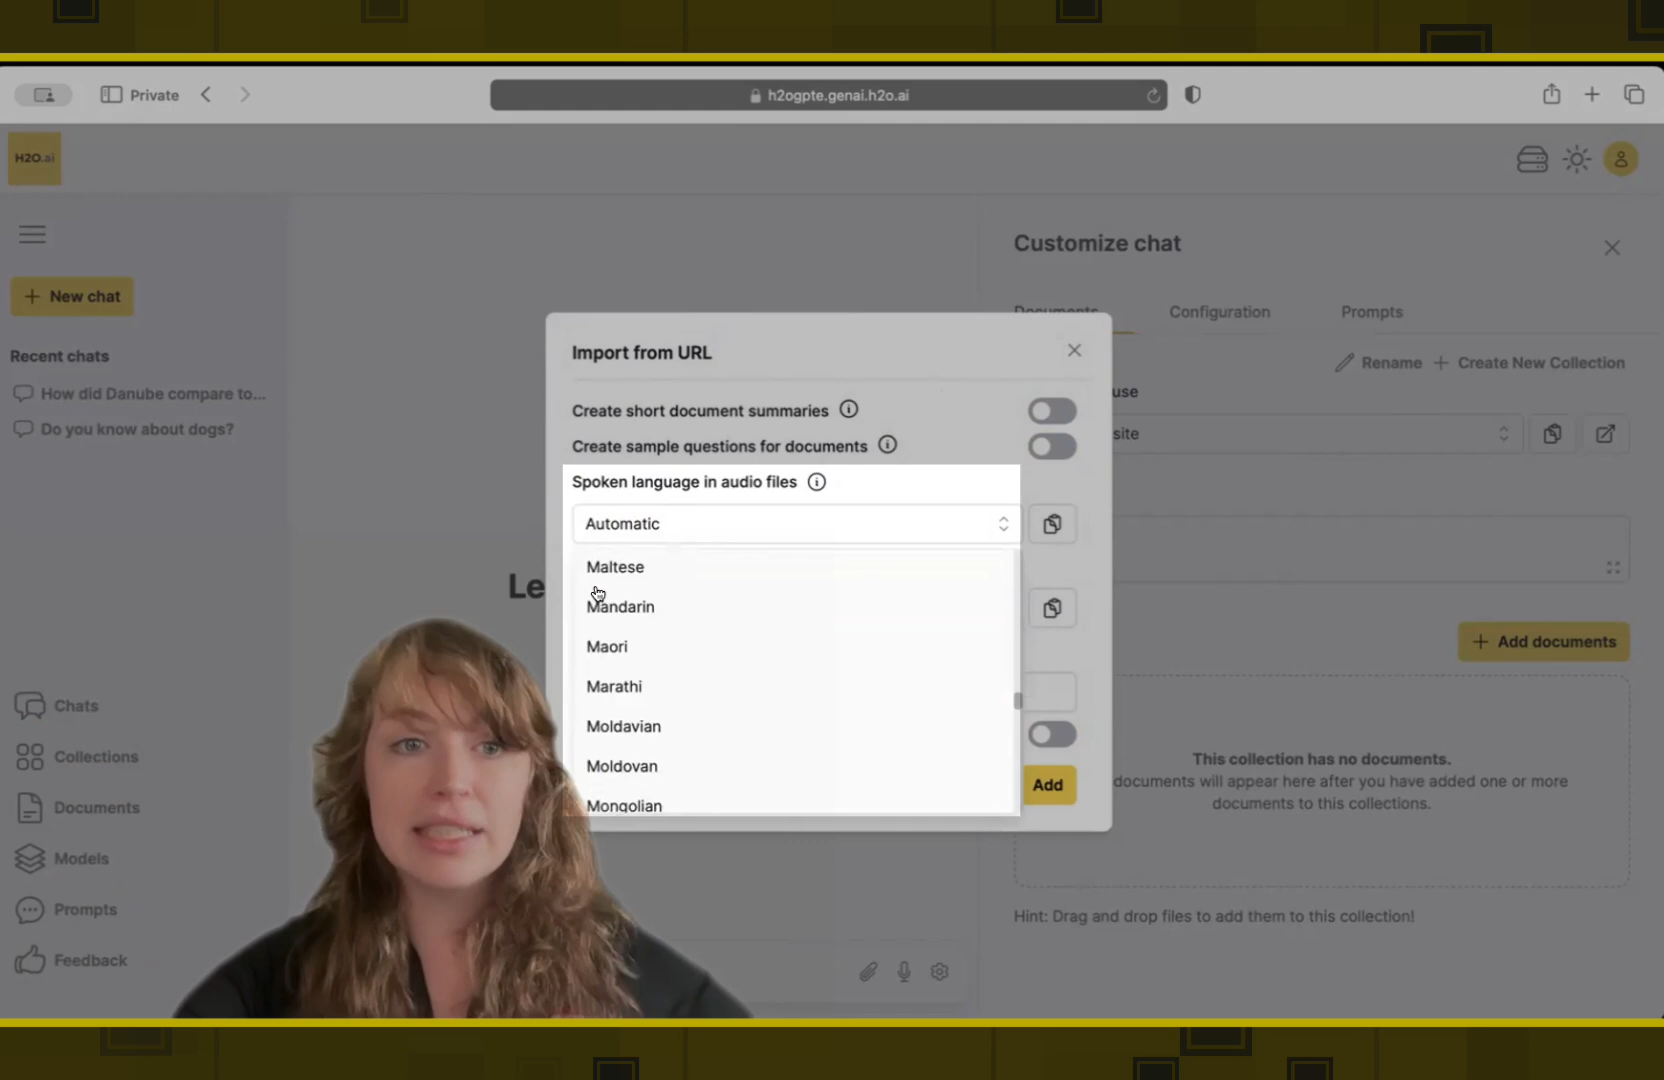 Private
h2ogpte.genai.h2o.ai
H2O.ai
New chat
Recent chats
How did Danube compare to...
Do you know about dogs?
Chats
Collections
Documents
Models
Prompts
Feedback
Le
Import from URL
Create short document summaries
Create sample questions for documents
Spoken language in audio files
Automatic
Maltese
Mandarin
Maori
Marathi
Moldavian
Moldovan
Mongolian
Add
Customize chat
Documents
Configuration
Prompts
Rename
Create New Collection
use
site
Add documents
This collection has no documents.
documents will appear here after you have added one or more
documents to this collections.
Hint: Drag and drop files to add them to this collection!